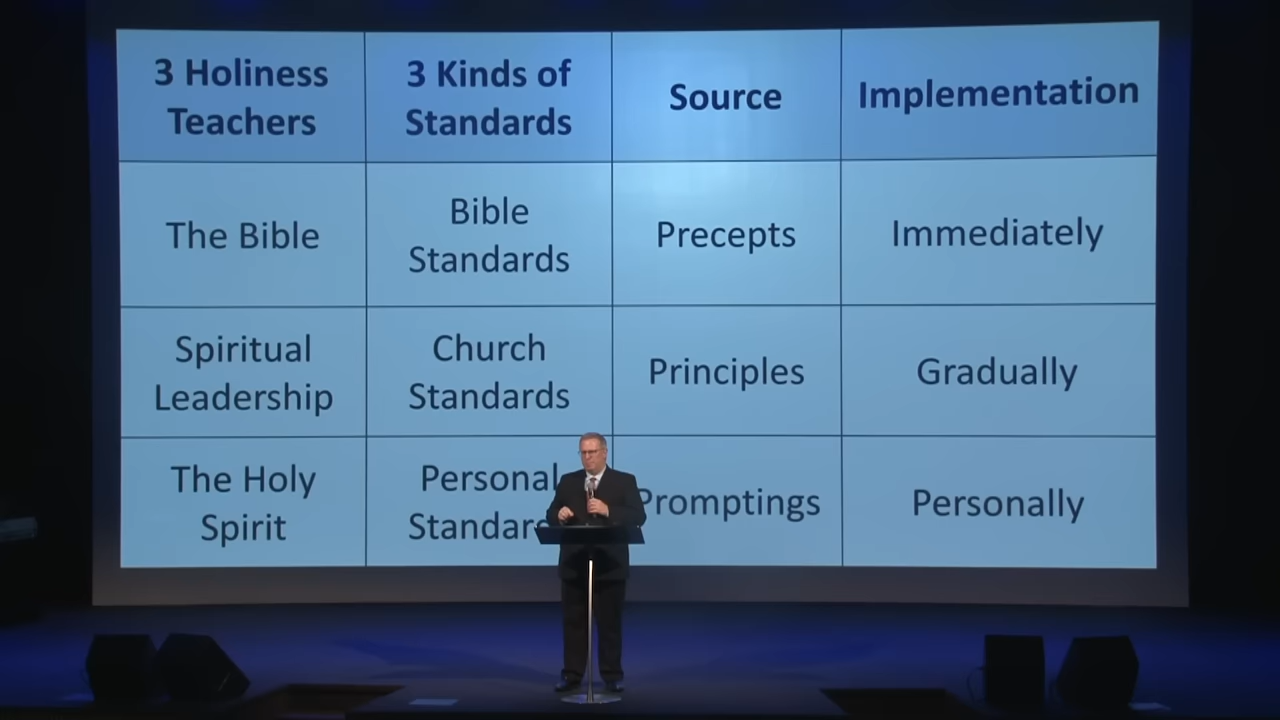 3 Holiness
Teachers
3 Kinds of
Standards
Source
Implementation
The Bible
Bible
Standards
Precepts
Immediately
Spiritual
Leadership
Church
Standards
Principles
Gradually
The Holy
Spirit
Personal
Standards
Promptings
Personally